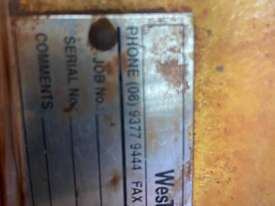 WesT
PHONE (08) 9377 9444 FAX
JOB No.
SERIAL No.
COMMENTS